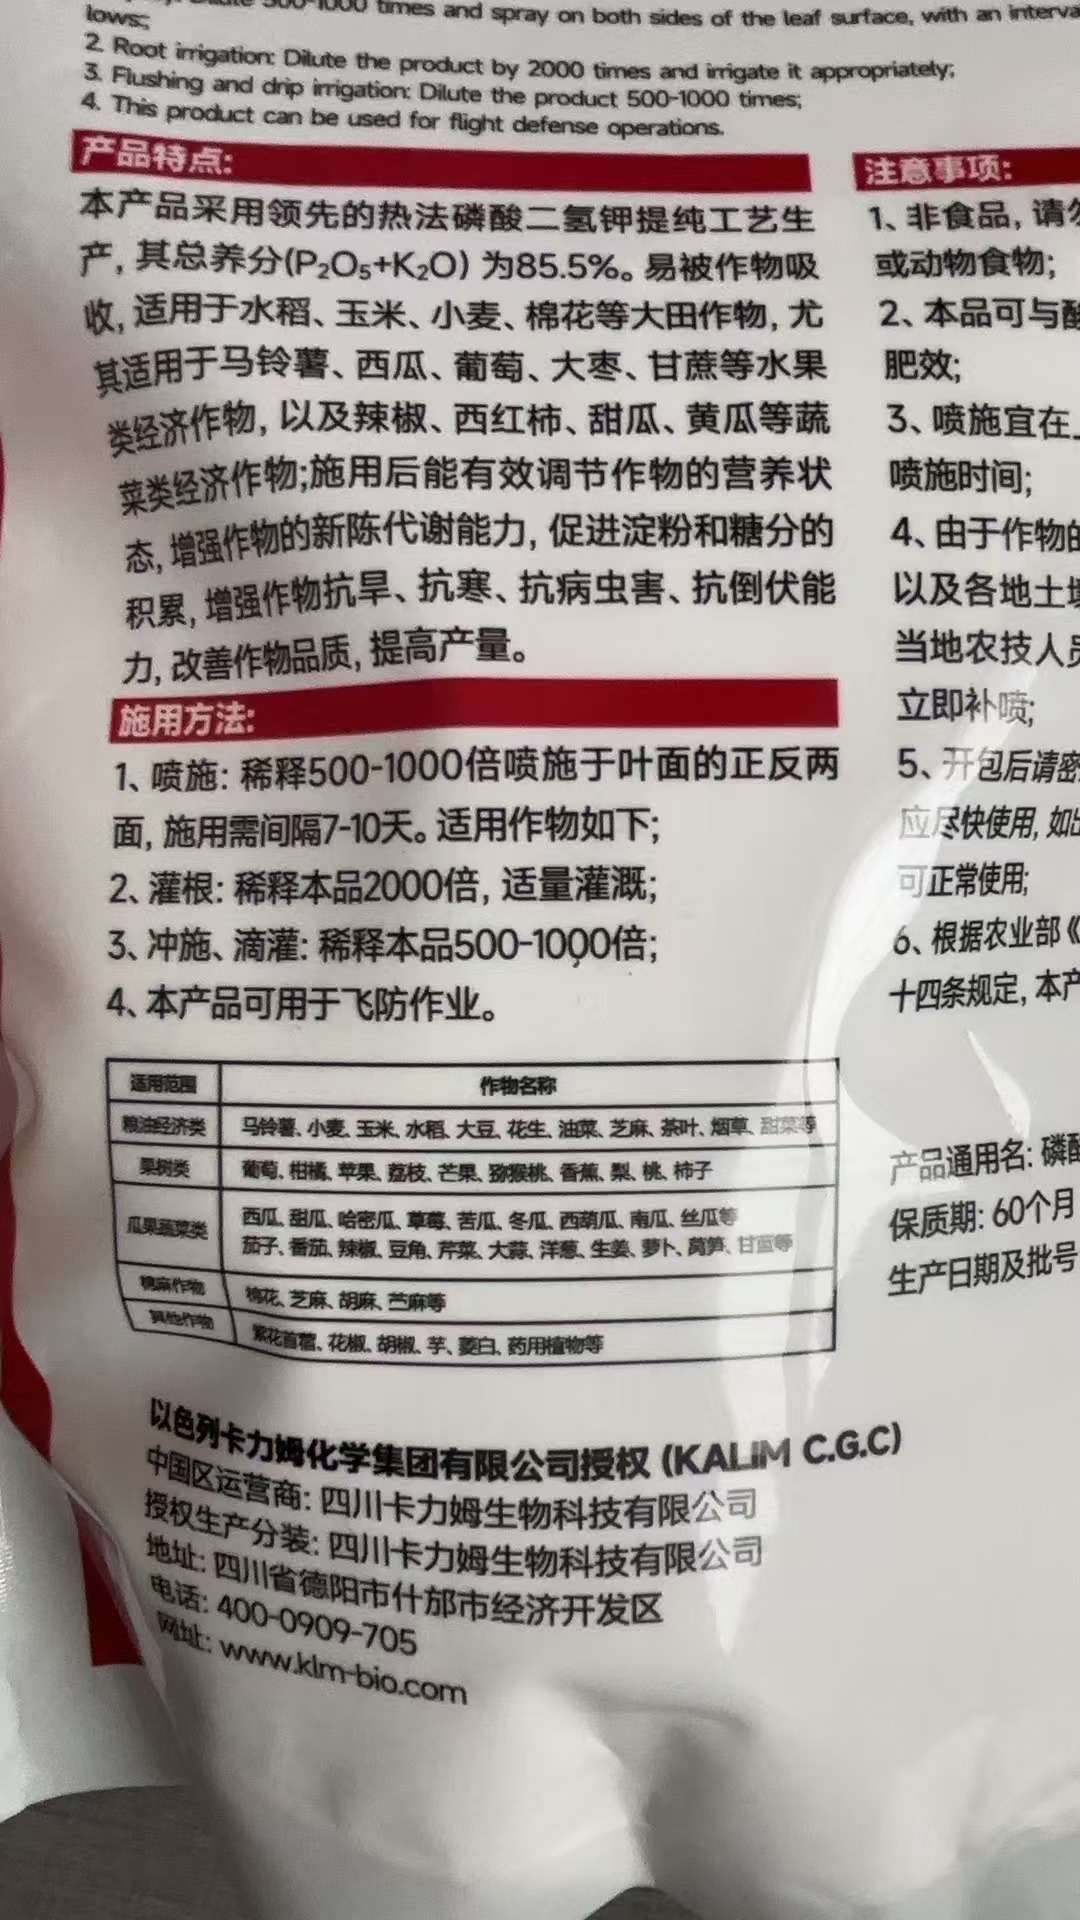 times and spray on both sides of the leaf surface, with an
lows;
2. Root irrigation: Dilute the product by 2000 times and irrigate it appropriately;
3. Flushing and drip irrigation: Dilute the product 500-1000 times;
4. This product can be used for flight defense operations.
产品特点:
本产品采用领先的热法磷酸二氢钾提纯工艺生
产, 其总养分(P₂O₅+K₂O) 为85.5%。易被作物吸
收, 适用于水稻、玉米、小麦、棉花等大田作物, 尤
其适用于马铃薯、西瓜、葡萄、大枣、甘蔗等水果
类经济作物, 以及辣椒、西红柿、甜瓜、黄瓜等蔬
菜类经济作物;施用后能有效调节作物的营养状
态, 增强作物的新陈代谢能力, 促进淀粉和糖分的
积累, 增强作物抗旱、抗寒、抗病虫害、抗倒伏能
力, 改善作物品质, 提高产量。
施用方法:
1、喷施: 稀释500-1000倍喷施于叶面的正反两
面, 施用需间隔7-10天。适用作物如下;
2、灌根: 稀释本品2000倍, 适量灌溉;
3、冲施、滴灌: 稀释本品500-1000倍;
4、本产品可用于飞防作业。
适用范围 作物名称
粮油经济类 马铃薯、小麦、玉米、水稻、大豆、花生、油菜、芝麻、茶叶、烟草、甜菜等
果树类 葡萄、柑橘、苹果、荔枝、芒果、猕猴桃、香蕉、梨、桃、柿子
瓜果蔬菜类 西瓜、甜瓜、哈密瓜、草莓、苦瓜、冬瓜、西葫瓜、南瓜、丝瓜等
茄子、番茄、辣椒、豆角、芹菜、大蒜、洋葱、生姜、萝卜、莴笋、甘蓝等
棉麻作物 棉花、芝麻、胡麻、苎麻等
其他作物 紫花苜蓿、花椒、胡椒、芋、茭白、药用植物等
以色列卡力姆化学集团有限公司授权 (KALIM C.G.C)
中国区运营商: 四川卡力姆生物科技有限公司
授权生产分装: 四川卡力姆生物科技有限公司
地址: 四川省德阳市什邡市经济开发区
电话: 400-0909-705
网址: www.klm-bio.com
注意事项:
1、非食品, 请勿
或动物食物;
2、本品可与酸
肥效;
3、喷施宜在上
喷施时间;
4、由于作物的
以及各地土壤
当地农技人员
立即补喷;
5、开包后请密
应尽快使用, 如出
可正常使用;
6、根据农业部《
十四条规定, 本产
产品通用名: 磷酸
保质期: 60个月
生产日期及批号